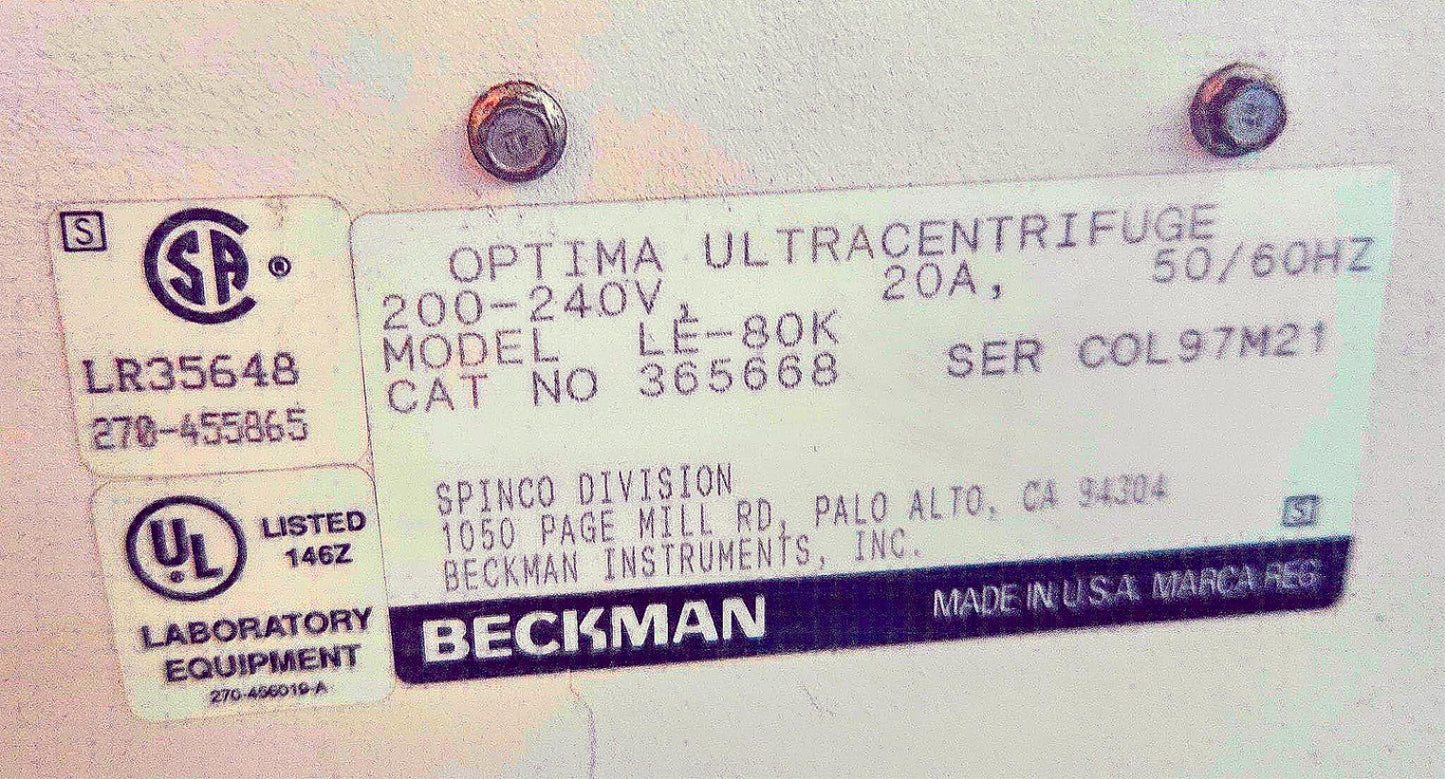 S
SA ®
LR35648
270-455865
UL LISTED
146Z
LABORATORY
EQUIPMENT
270-456019-A
OPTIMA ULTRACENTRIFUGE
200-240V, 20A, 50/60HZ
MODEL LE-80K
CAT NO 365668 SER COL97M21
SPINCO DIVISION
1050 PAGE MILL RD, PALO ALTO, CA 94304
BECKMAN INSTRUMENTS, INC.
S
BECKMAN MADE IN U.S.A. MARCA REG